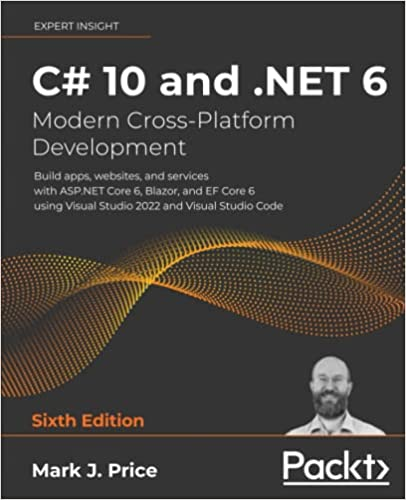 EXPERT INSIGHT
C# 10 and .NET 6
Modern Cross-Platform
Development
Build apps, websites, and services
with ASP.NET Core 6, Blazor, and EF Core 6
using Visual Studio 2022 and Visual Studio Code
Sixth Edition
Mark J. Price
Packt